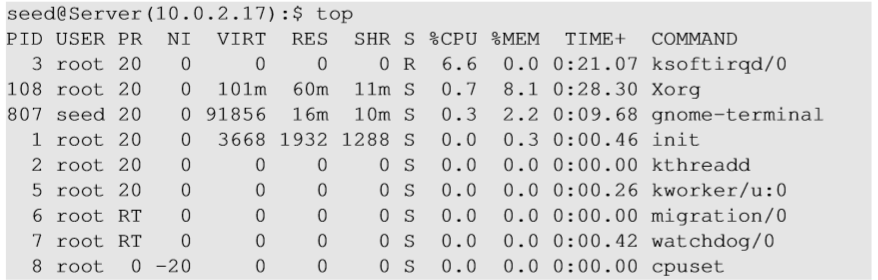 seed@Server(10.0.2.17):$ top
PID USER PR NI VIRT RES SHR S %CPU %MEM TIME+ COMMAND
3 root 20 0 0 0 0 R 6.6 0.0 0:21.07 ksoftirqd/0
108 root 20 0 101m 60m 11m S 0.7 8.1 0:28.30 Xorg
807 seed 20 0 91856 16m 10m S 0.3 2.2 0:09.68 gnome-terminal
1 root 20 0 3668 1932 1288 S 0.0 0.3 0:00.46 init
2 root 20 0 0 0 0 S 0.0 0.0 0:00.00 kthreadd
5 root 20 0 0 0 0 S 0.0 0.0 0:00.26 kworker/u:0
6 root RT 0 0 0 0 S 0.0 0.0 0:00.00 migration/0
7 root RT 0 0 0 0 S 0.0 0.0 0:00.42 watchdog/0
8 root 0 -20 0 0 0 S 0.0 0.0 0:00.00 cpuset